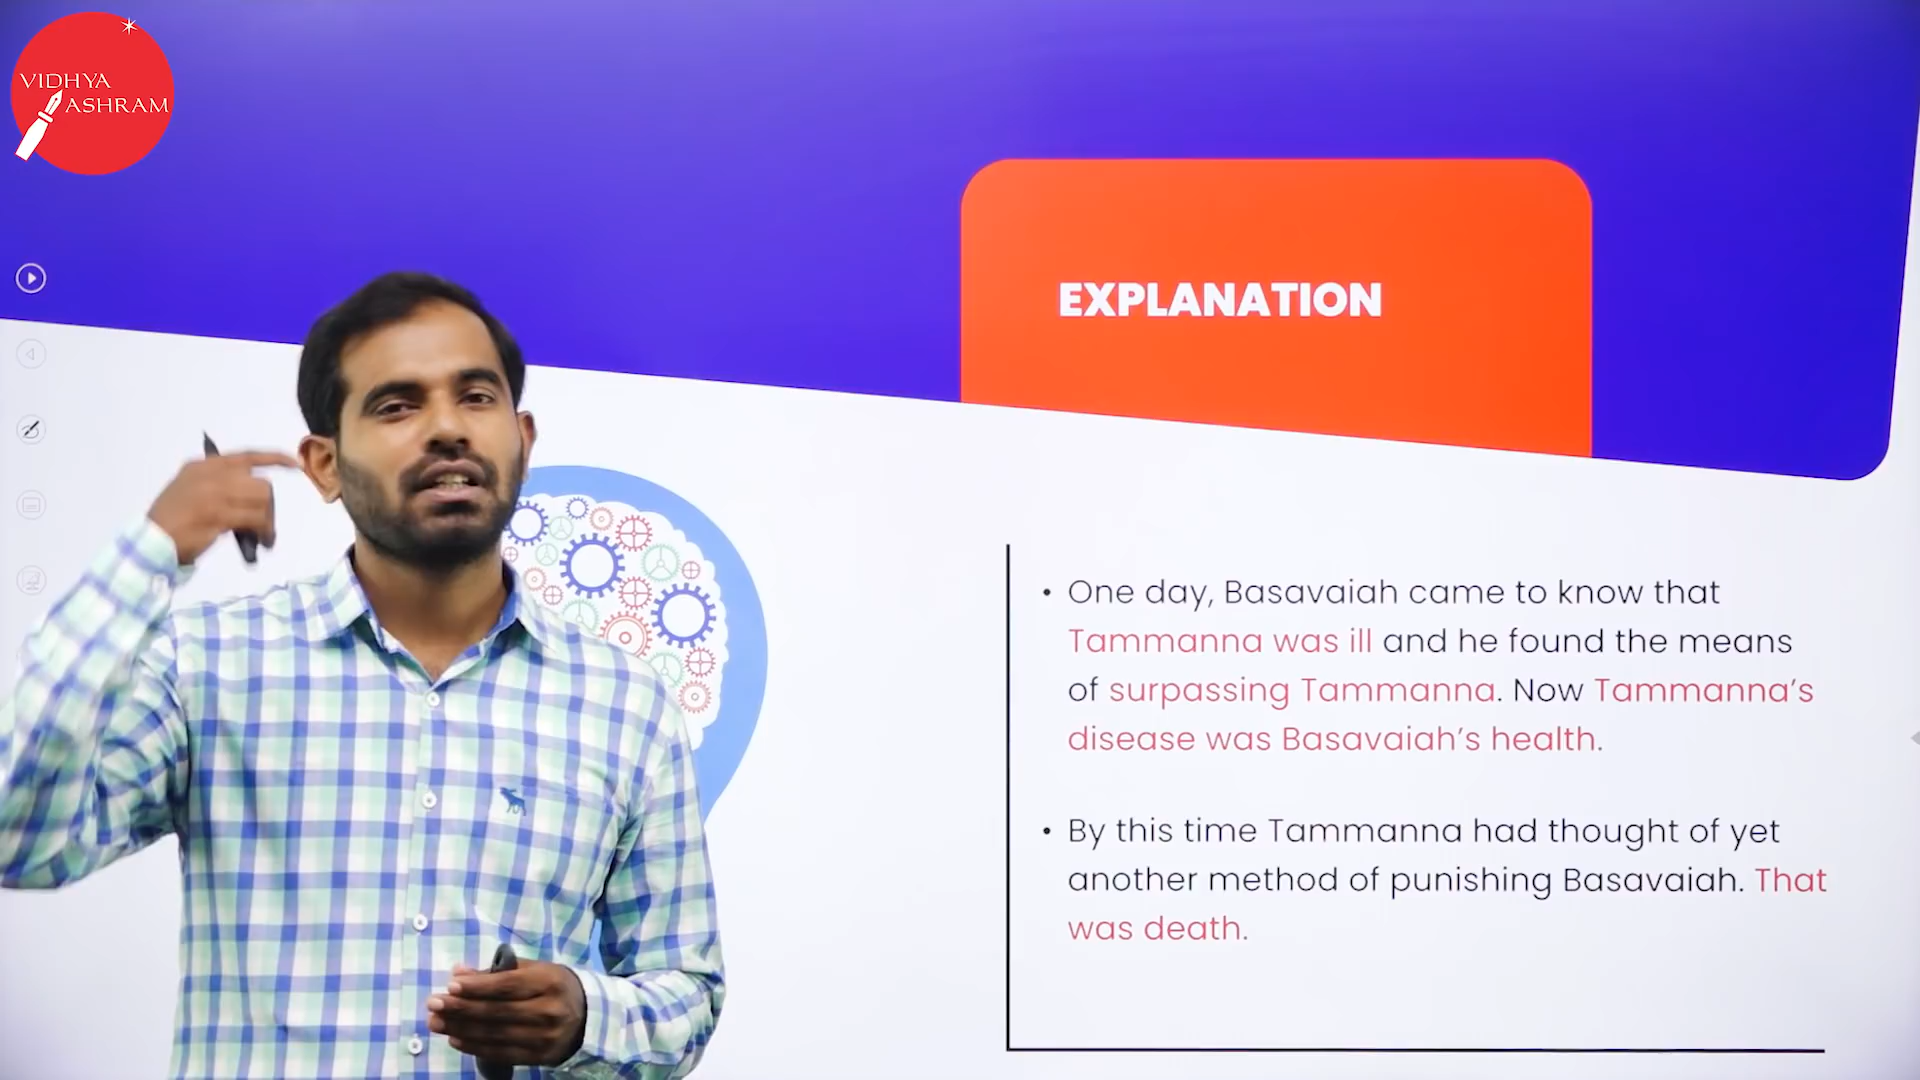 VIDHYA
ASHRAM
EXPLANATION
• One day, Basavaiah came to know that
Tammanna was ill and he found the means
of surpassing Tammanna. Now Tammanna's
disease was Basavaiah's health.
• By this time Tammanna had thought of yet
another method of punishing Basavaiah. That
was death.